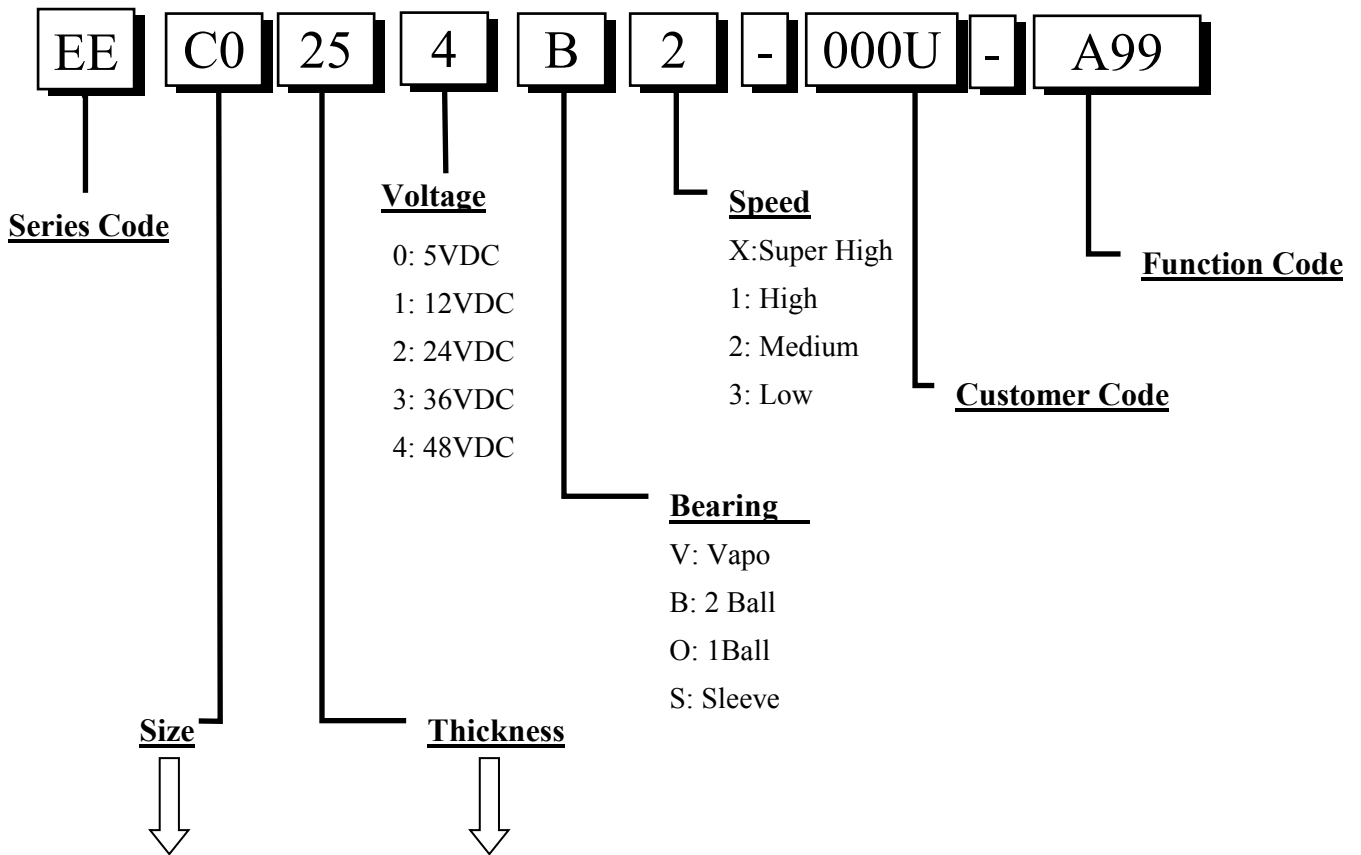 EE C0 25 4 B 2 - 000U - A99
Series Code
Voltage
0: 5VDC
1: 12VDC
2: 24VDC
3: 36VDC
4: 48VDC
Speed
X:Super High
1: High
2: Medium
3: Low
Function Code
Customer Code
Bearing
V: Vapo
B: 2 Ball
O: 1Ball
S: Sleeve
Size
Thickness